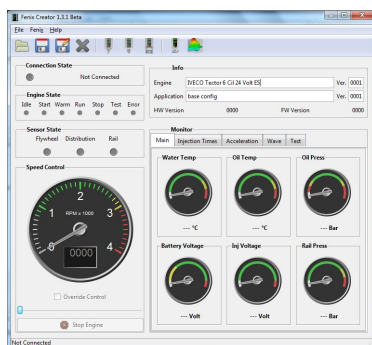 Fenix Creator 1.3.1 Beta
File Fenix Help
Connection State
Not Connected
Engine State
Idle Start Warm Run Stop Test Error
Sensor State
Flywheel Distribution Rail
Speed Control
RPM x 1000
0 1 2 3 4
0000
Override Control
Stop Engine
Info
Engine IVECO Tector 6 Cil 24 Volt ES Ver. 0001
Application base config Ver. 0001
HW Version 0000 FW Version 0000
Monitor
Main Injection Times Acceleration Wave Test
Water Temp Oil Temp Oil Press
--- °C --- °C --- Bar
Battery Voltage Inj Voltage Rail Press
--- Volt --- Volt --- Bar
Not Connected